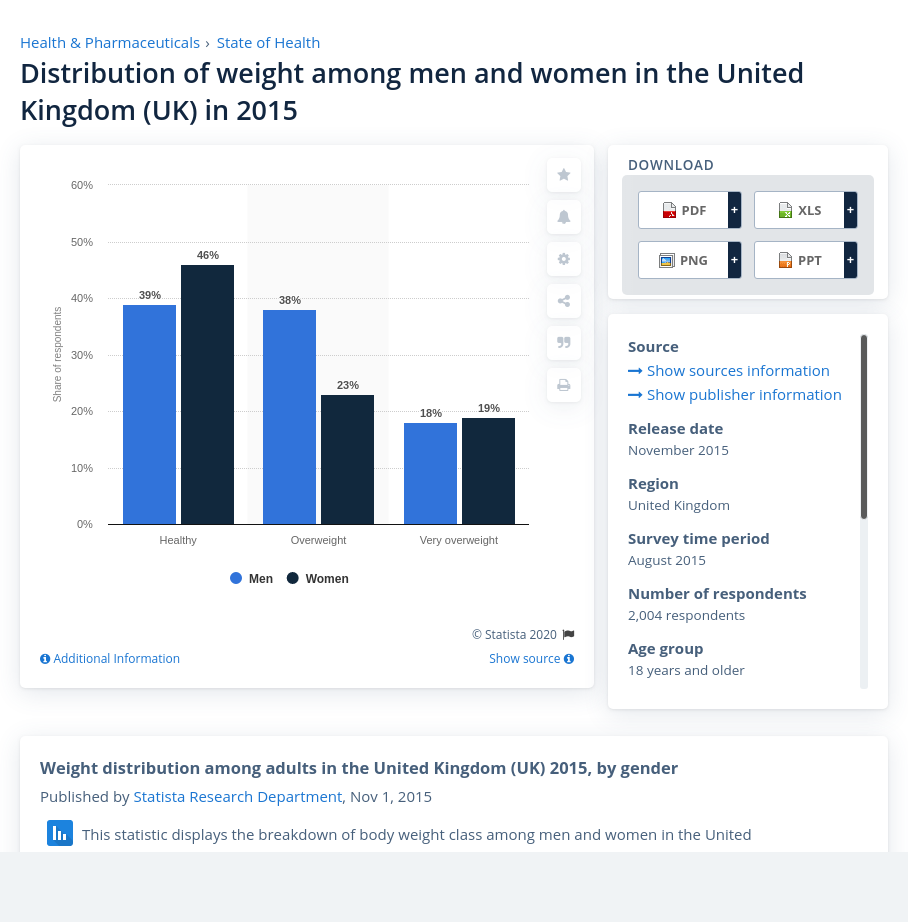 Health & Pharmaceuticals › State of Health
Distribution of weight among men and women in the United
Kingdom (UK) in 2015
60%
50%
40%
30%
20%
10%
0%
Share of respondents
39%
46%
38%
23%
18%
19%
Healthy
Overweight
Very overweight
Men
Women
© Statista 2020
Additional Information
Show source
DOWNLOAD
PDF +
XLS +
PNG +
PPT +
Source
Show sources information
Show publisher information
Release date
November 2015
Region
United Kingdom
Survey time period
August 2015
Number of respondents
2,004 respondents
Age group
18 years and older
Weight distribution among adults in the United Kingdom (UK) 2015, by gender
Published by Statista Research Department, Nov 1, 2015
This statistic displays the breakdown of body weight class among men and women in the United